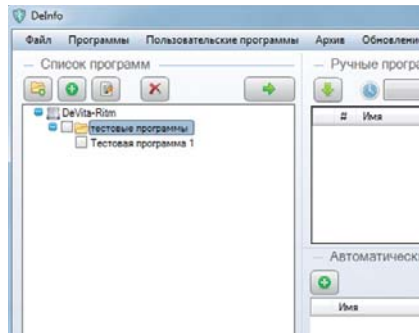 DeInfo
Файл Программы Пользовательские программы Архив Обновлени
Список программ
Ручные програ
# Имя
DeVita-Ritm
тестовые программы
Тестовая программа 1
Автоматическ
Имя